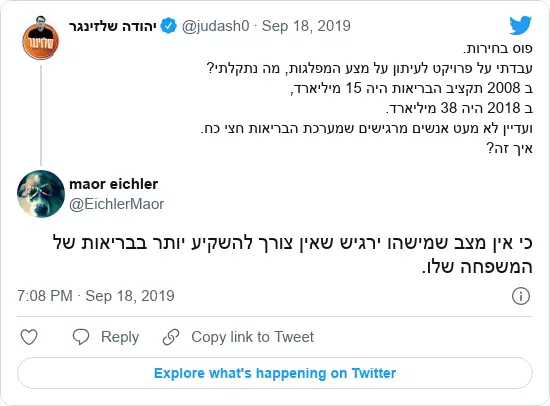 יהודה שלזינגר @judash0 · Sep 18, 2019
שלזינגר
פוס בחירות.
עבדתי על פרויקט לעיתון על מצע המפלגות, מה נתקלתי?
ב 2008 תקציב הבריאות היה 15 מיליארד,
ב 2018 היה 38 מיליארד.
ועדיין לא מעט אנשים מרגישים שמערכת הבריאות חצי כח.
איך זה?
maor eichler
@EichlerMaor
כי אין מצב שמישהו ירגיש שאין צורך להשקיע יותר בבריאות של
המשפחה שלו.
7:08 PM · Sep 18, 2019
Reply Copy link to Tweet
Explore what's happening on Twitter